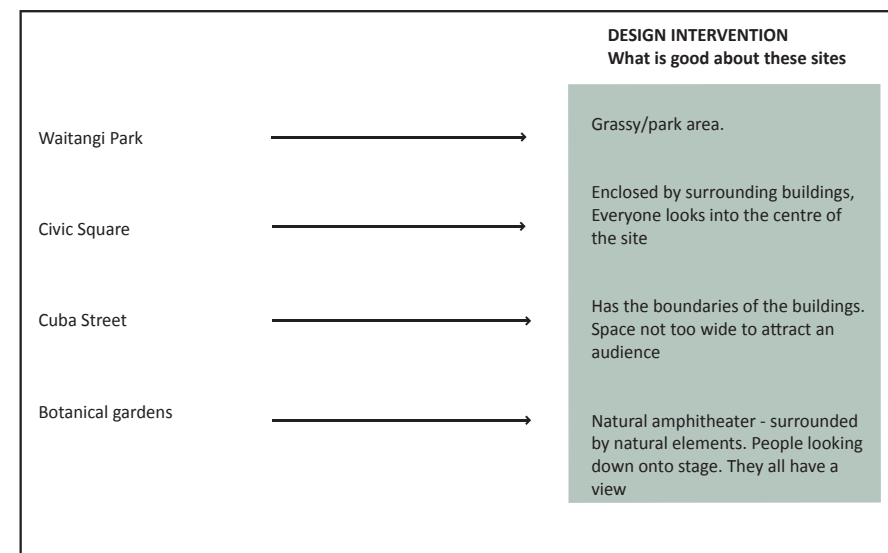 DESIGN INTERVENTION
What is good about these sites
Waitangi Park
Grassy/park area.
Civic Square
Enclosed by surrounding buildings,
Everyone looks into the centre of
the site
Cuba Street
Has the boundaries of the buildings.
Space not too wide to attract an
audience
Botanical gardens
Natural amphitheater - surrounded
by natural elements. People looking
down onto stage. They all have a
view